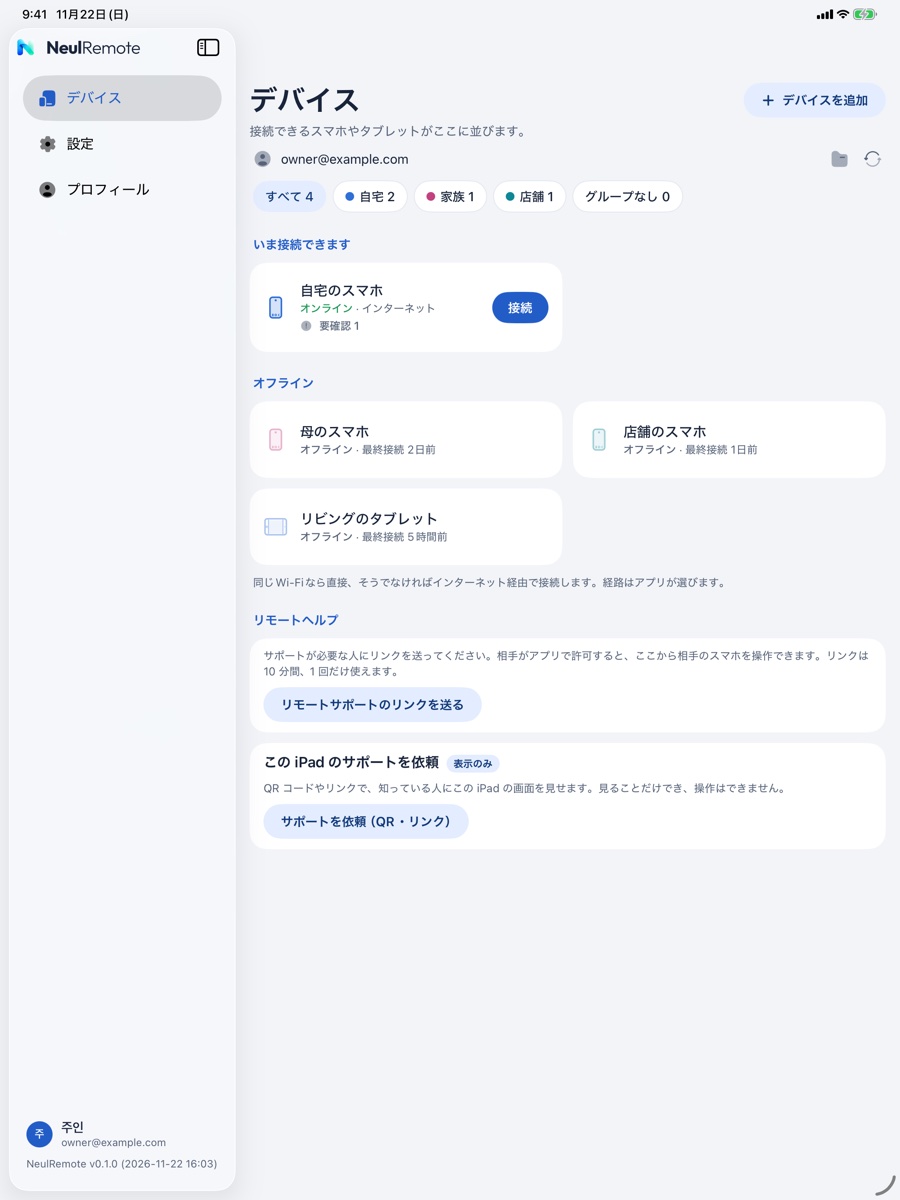 9:41 11月22日(日)
NeulRemote
デバイス
設定
プロフィール
デバイス
+ デバイスを追加
接続できるスマホやタブレットがここに並びます。
owner@example.com
すべて 4
自宅 2
家族 1
店舗 1
グループなし 0
いま接続できます
自宅のスマホ
オンライン · インターネット
要確認 1
接続
オフライン
母のスマホ
オフライン · 最終接続 2日前
店舗のスマホ
オフライン · 最終接続 1日前
リビングのタブレット
オフライン · 最終接続 5時間前
同じWi-Fiなら直接、そうでなければインターネット経由で接続します。経路はアプリが選びます。
リモートヘルプ
サポートが必要な人にリンクを送ってください。相手がアプリで許可すると、ここから相手のスマホを操作できます。リンクは
10 分間、1 回だけ使えます。
リモートサポートのリンクを送る
この iPad のサポートを依頼 表示のみ
QR コードやリンクで、知っている人にこの iPad の画面を見せます。見ることだけでき、操作はできません。
サポートを依頼（QR・リンク）
주
주인
owner@example.com
NeulRemote v0.1.0 (2026-11-22 16:03)